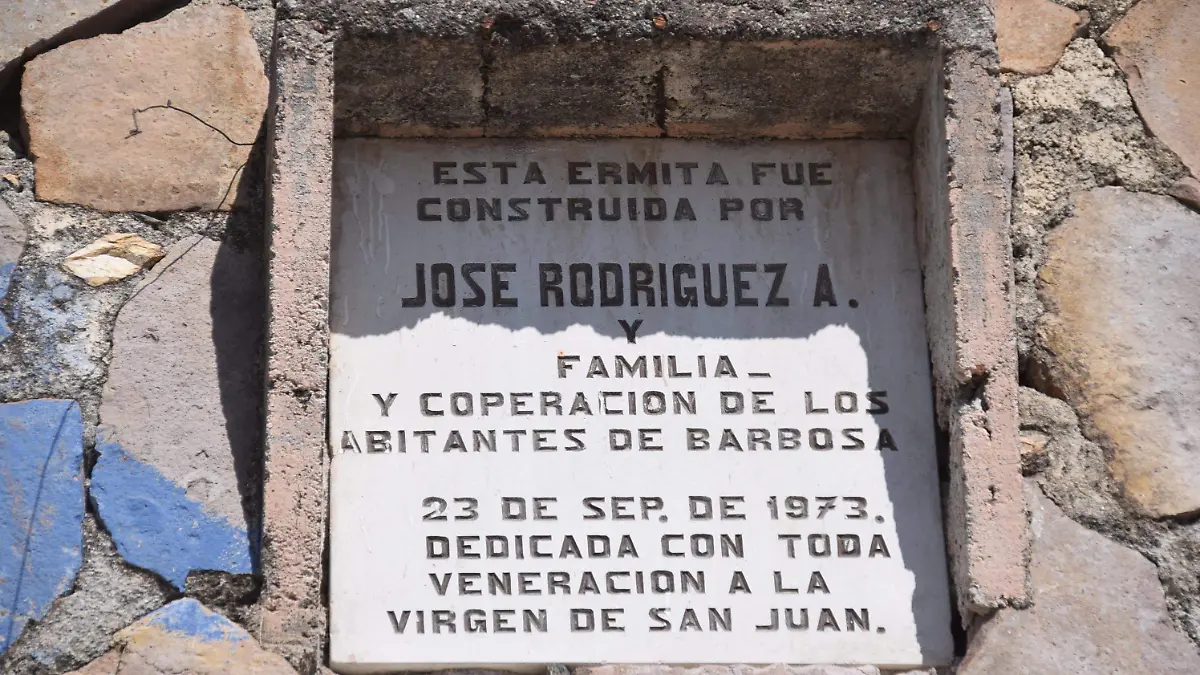 ESTA ERMITA FUE
CONSTRUIDA POR
JOSE RODRIGUEZ A.
Y
FAMILIA_
Y COPERACION DE LOS
ABITANTES DE BARBOSA
23 DE SEP. DE 1973.
DEDICADA CON TODA
VENERACION A LA
VIRGEN DE SAN JUAN.